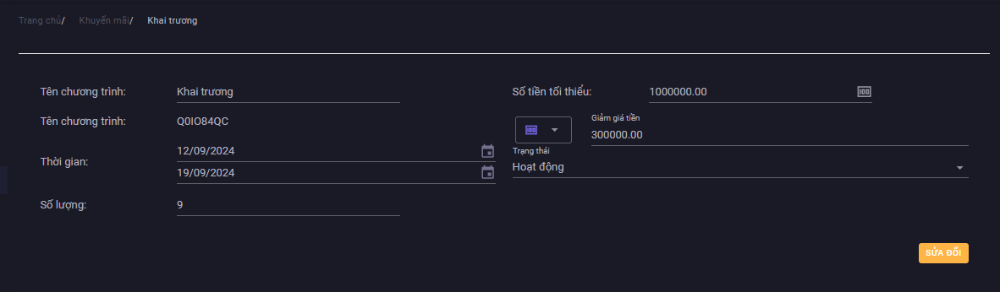 Trang chủ/ Khuyến mãi/ Khai trương
Tên chương trình: Khai trương
Số tiền tối thiểu: 1000000.00
Tên chương trình: Q0IO84QC
Giảm giá tiền
300000.00
Thời gian: 12/09/2024
19/09/2024
Trạng thái
Hoạt động
Số lượng: 9
SỬA ĐỔI